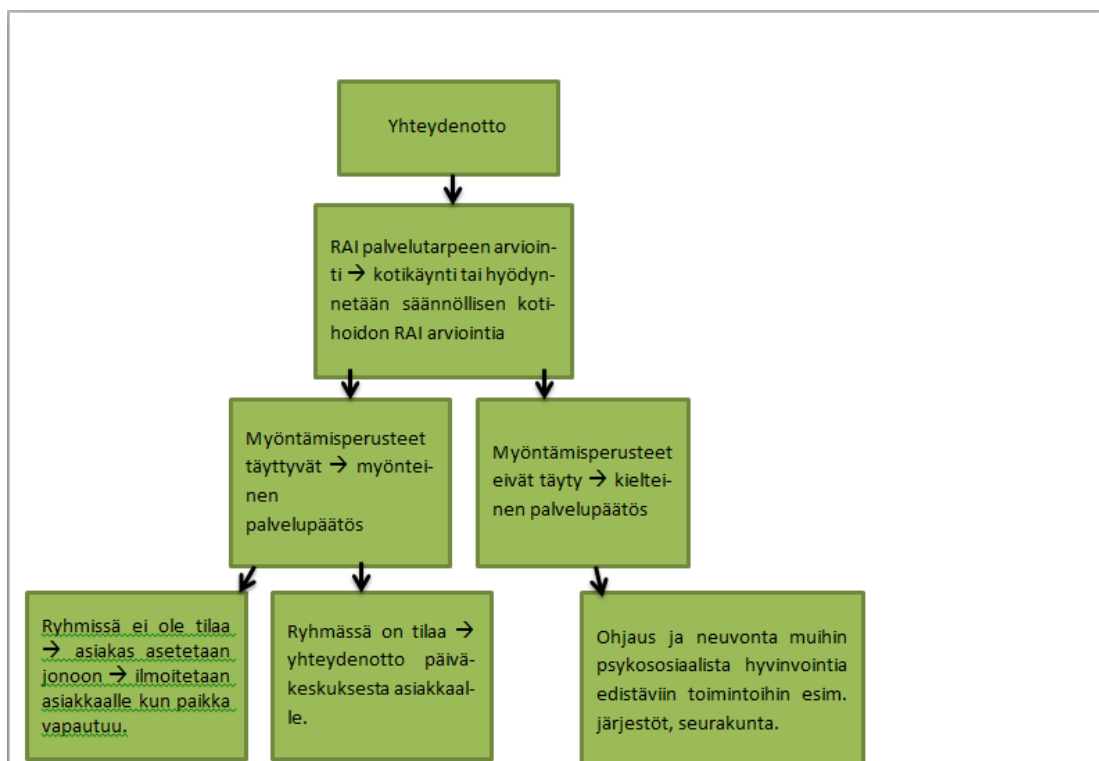 Yhteydenotto
RAI palvelutarpeen arvioin-
ti → kotikäynti tai hyödyn-
netään säännöllisen koti-
hoidon RAI arviointia
Myöntämisperusteet
täyttyvät → myöntei-
nen
palvelupäätös
Myöntämisperusteet
eivät täyty → kieltei-
nen palvelupäätös
Ryhmissä ei ole tilaa
→ asiakas asetetaan
jonoon → ilmoitetaan
asiakkaalle kun paikka
vapautuu.
Ryhmässä on tilaa →
yhteydenotto päivä-
keskuksesta asiakkaal-
le.
Ohjaus ja neuvonta muihin
psykososiaalista hyvinvointia
edistäviin toimintoihin esim.
järjestöt, seurakunta.